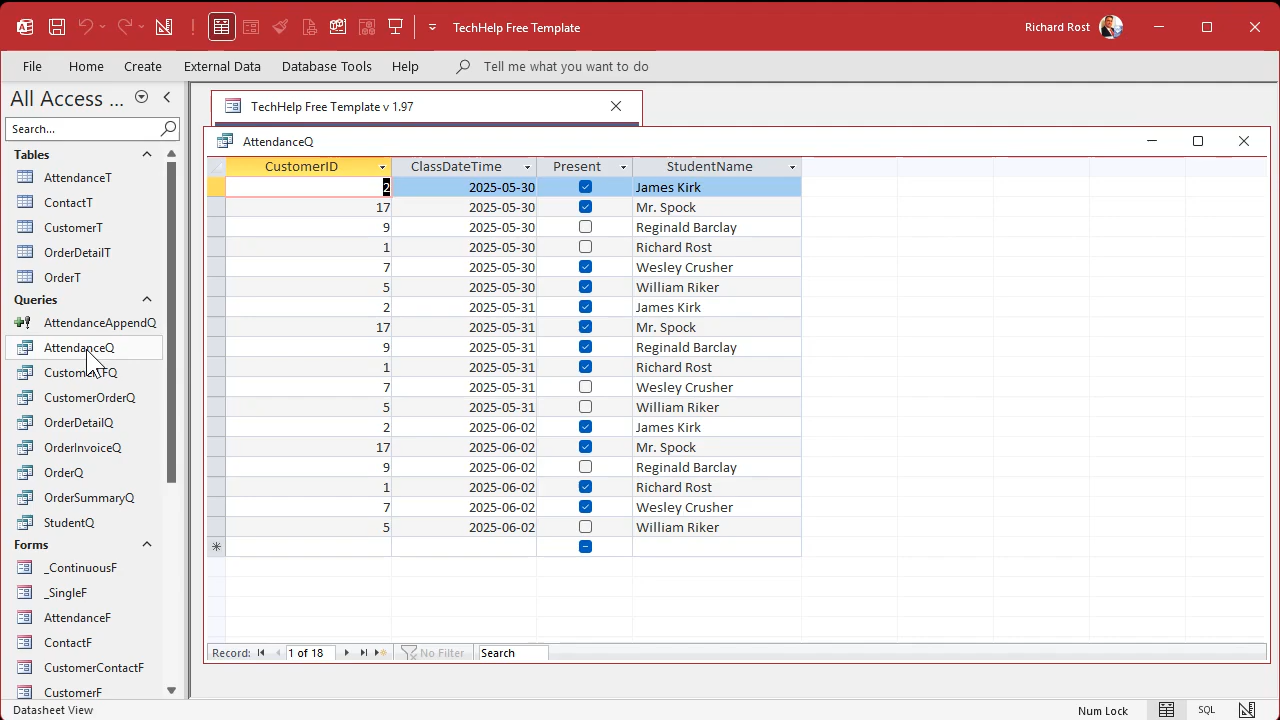 TechHelp Free Template
Richard Rost
File Home Create External Data Database Tools Help Tell me what you want to do
All Access ...
Search...
Tables
AttendanceT
ContactT
CustomerT
OrderDetailT
OrderT
Queries
AttendanceAppendQ
AttendanceQ
CustomerOrderQ
OrderDetailQ
OrderInvoiceQ
OrderQ
OrderSummaryQ
StudentQ
Forms
_ContinuousF
_SingleF
AttendanceF
ContactF
CustomerContactF
CustomerF
TechHelp Free Template v 1.97
AttendanceQ
CustomerID ClassDateTime Present StudentName
2 2025-05-30 James Kirk
17 2025-05-30 Mr. Spock
9 2025-05-30 Reginald Barclay
1 2025-05-30 Richard Rost
7 2025-05-30 Wesley Crusher
5 2025-05-30 William Riker
2 2025-05-31 James Kirk
17 2025-05-31 Mr. Spock
9 2025-05-31 Reginald Barclay
1 2025-05-31 Richard Rost
7 2025-05-31 Wesley Crusher
5 2025-05-31 William Riker
2 2025-06-02 James Kirk
17 2025-06-02 Mr. Spock
9 2025-06-02 Reginald Barclay
1 2025-06-02 Richard Rost
7 2025-06-02 Wesley Crusher
5 2025-06-02 William Riker
Record: 1 of 18 No Filter Search
Datasheet View
Num Lock SQL